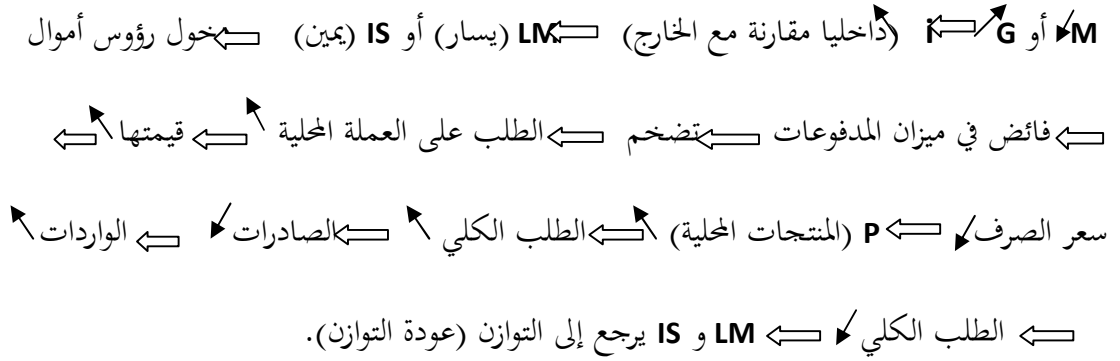 M↙ أو G↗ ⇐ i↖ (داخليا مقارنة مع الخارج) ⇐ LM (يسار) أو IS (يمين) ⇐ دخول رؤوس أموال
⇐ فائض في ميزان المدفوعات ⇐ تضخم ⇐ الطلب على العملة المحلية ↖ ⇐ قيمتها ↖ ⇐
سعر الصرف ↙ ⇐ P (المنتجات المحلية) ↖ ⇐ الطلب الكلي ↖ ⇐ الصادرات ↙ ⇐ الواردات ↖
⇐ الطلب الكلي ↙ ⇐ LM و IS يرجع إلى التوازن (عودة التوازن).